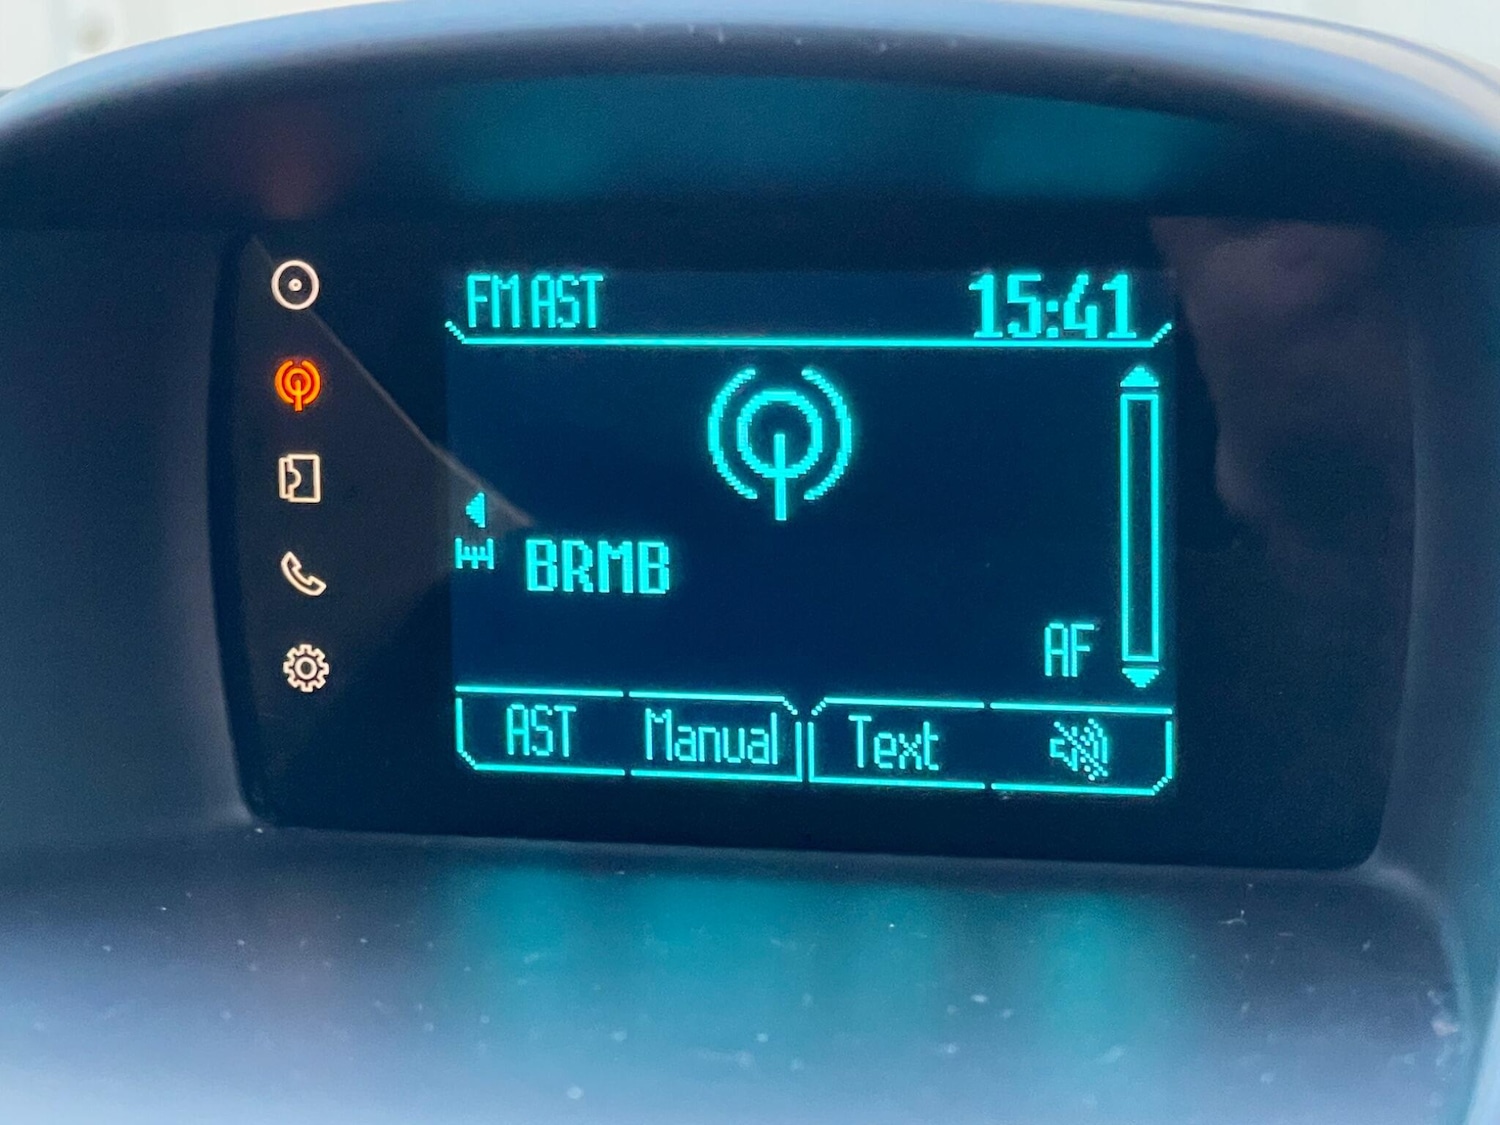 FM AST 15:41
BRMB
AF
AST Manual Text